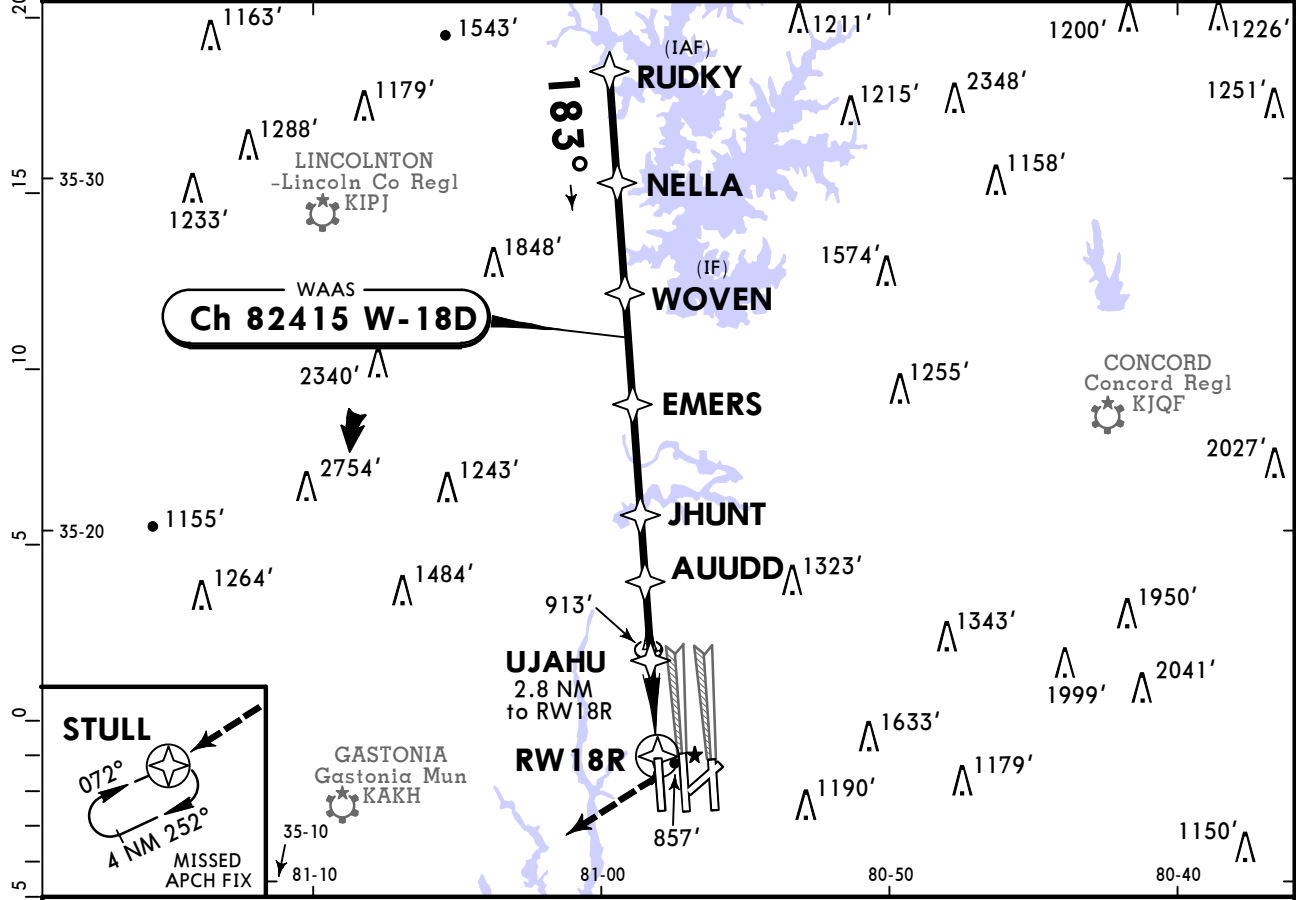 20
1163'
1543'
(IAF)
RUDKY
1211'
1200'
1226'
1179'
183°
1215'
2348'
1251'
1288'
LINCOLNTON
-Lincoln Co Regl
KIPJ
1158'
15
35-30
NELLA
1233'
1848'
(IF)
WOVEN
1574'
WAAS
Ch 82415 W-18D
10
2340'
EMERS
1255'
CONCORD
Concord Regl
KJQF
2754'
1243'
2027'
1155'
JHUNT
5
35-20
AUUDD
1323'
1264'
1484'
913'
1343'
1950'
UJAHU
2.8 NM
to RW18R
1999'
2041'
0
STULL
072°
4 NM 252°
MISSED
APCH FIX
GASTONIA
Gastonia Mun
KAKH
RW18R
1633'
1179'
1190'
857'
1150'
35-10
5
81-10
81-00
80-50
80-40